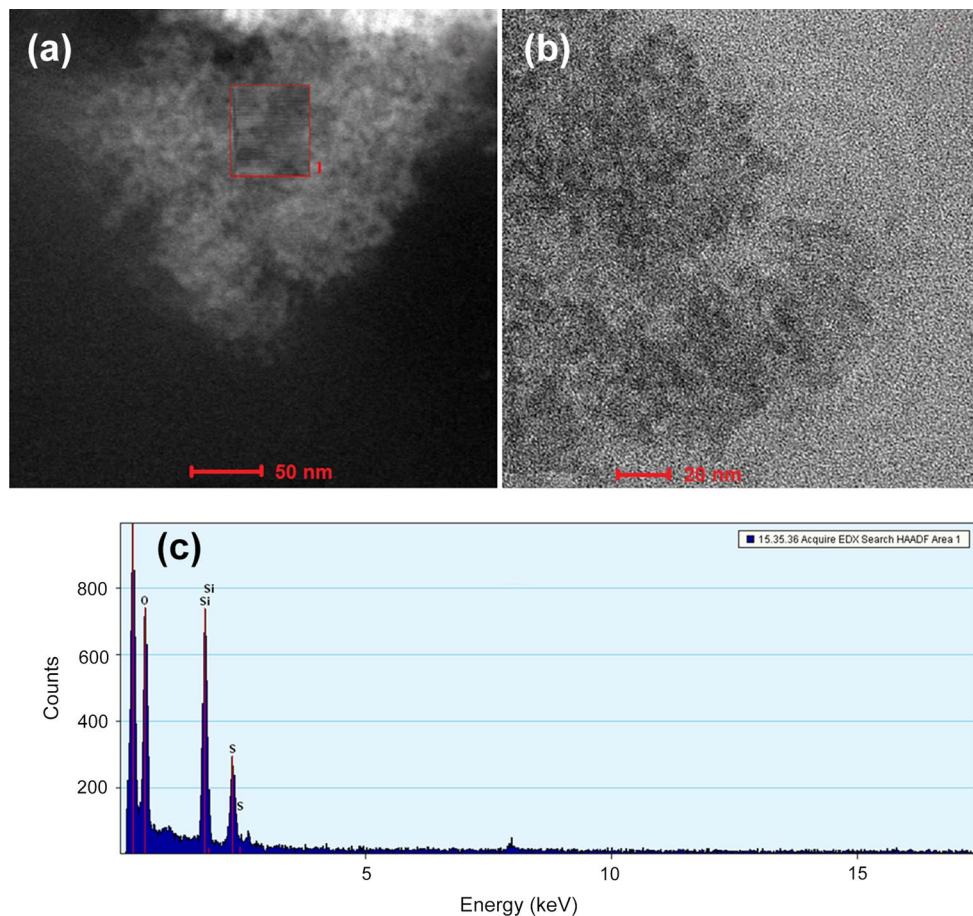 (a)
1
50 nm
(b)
20 nm
(c)
15.35.36 Acquire EDX Search HAADF Area 1
Counts
800
600
400
200
O
Si
Si
S
S
5
10
15
Energy (keV)